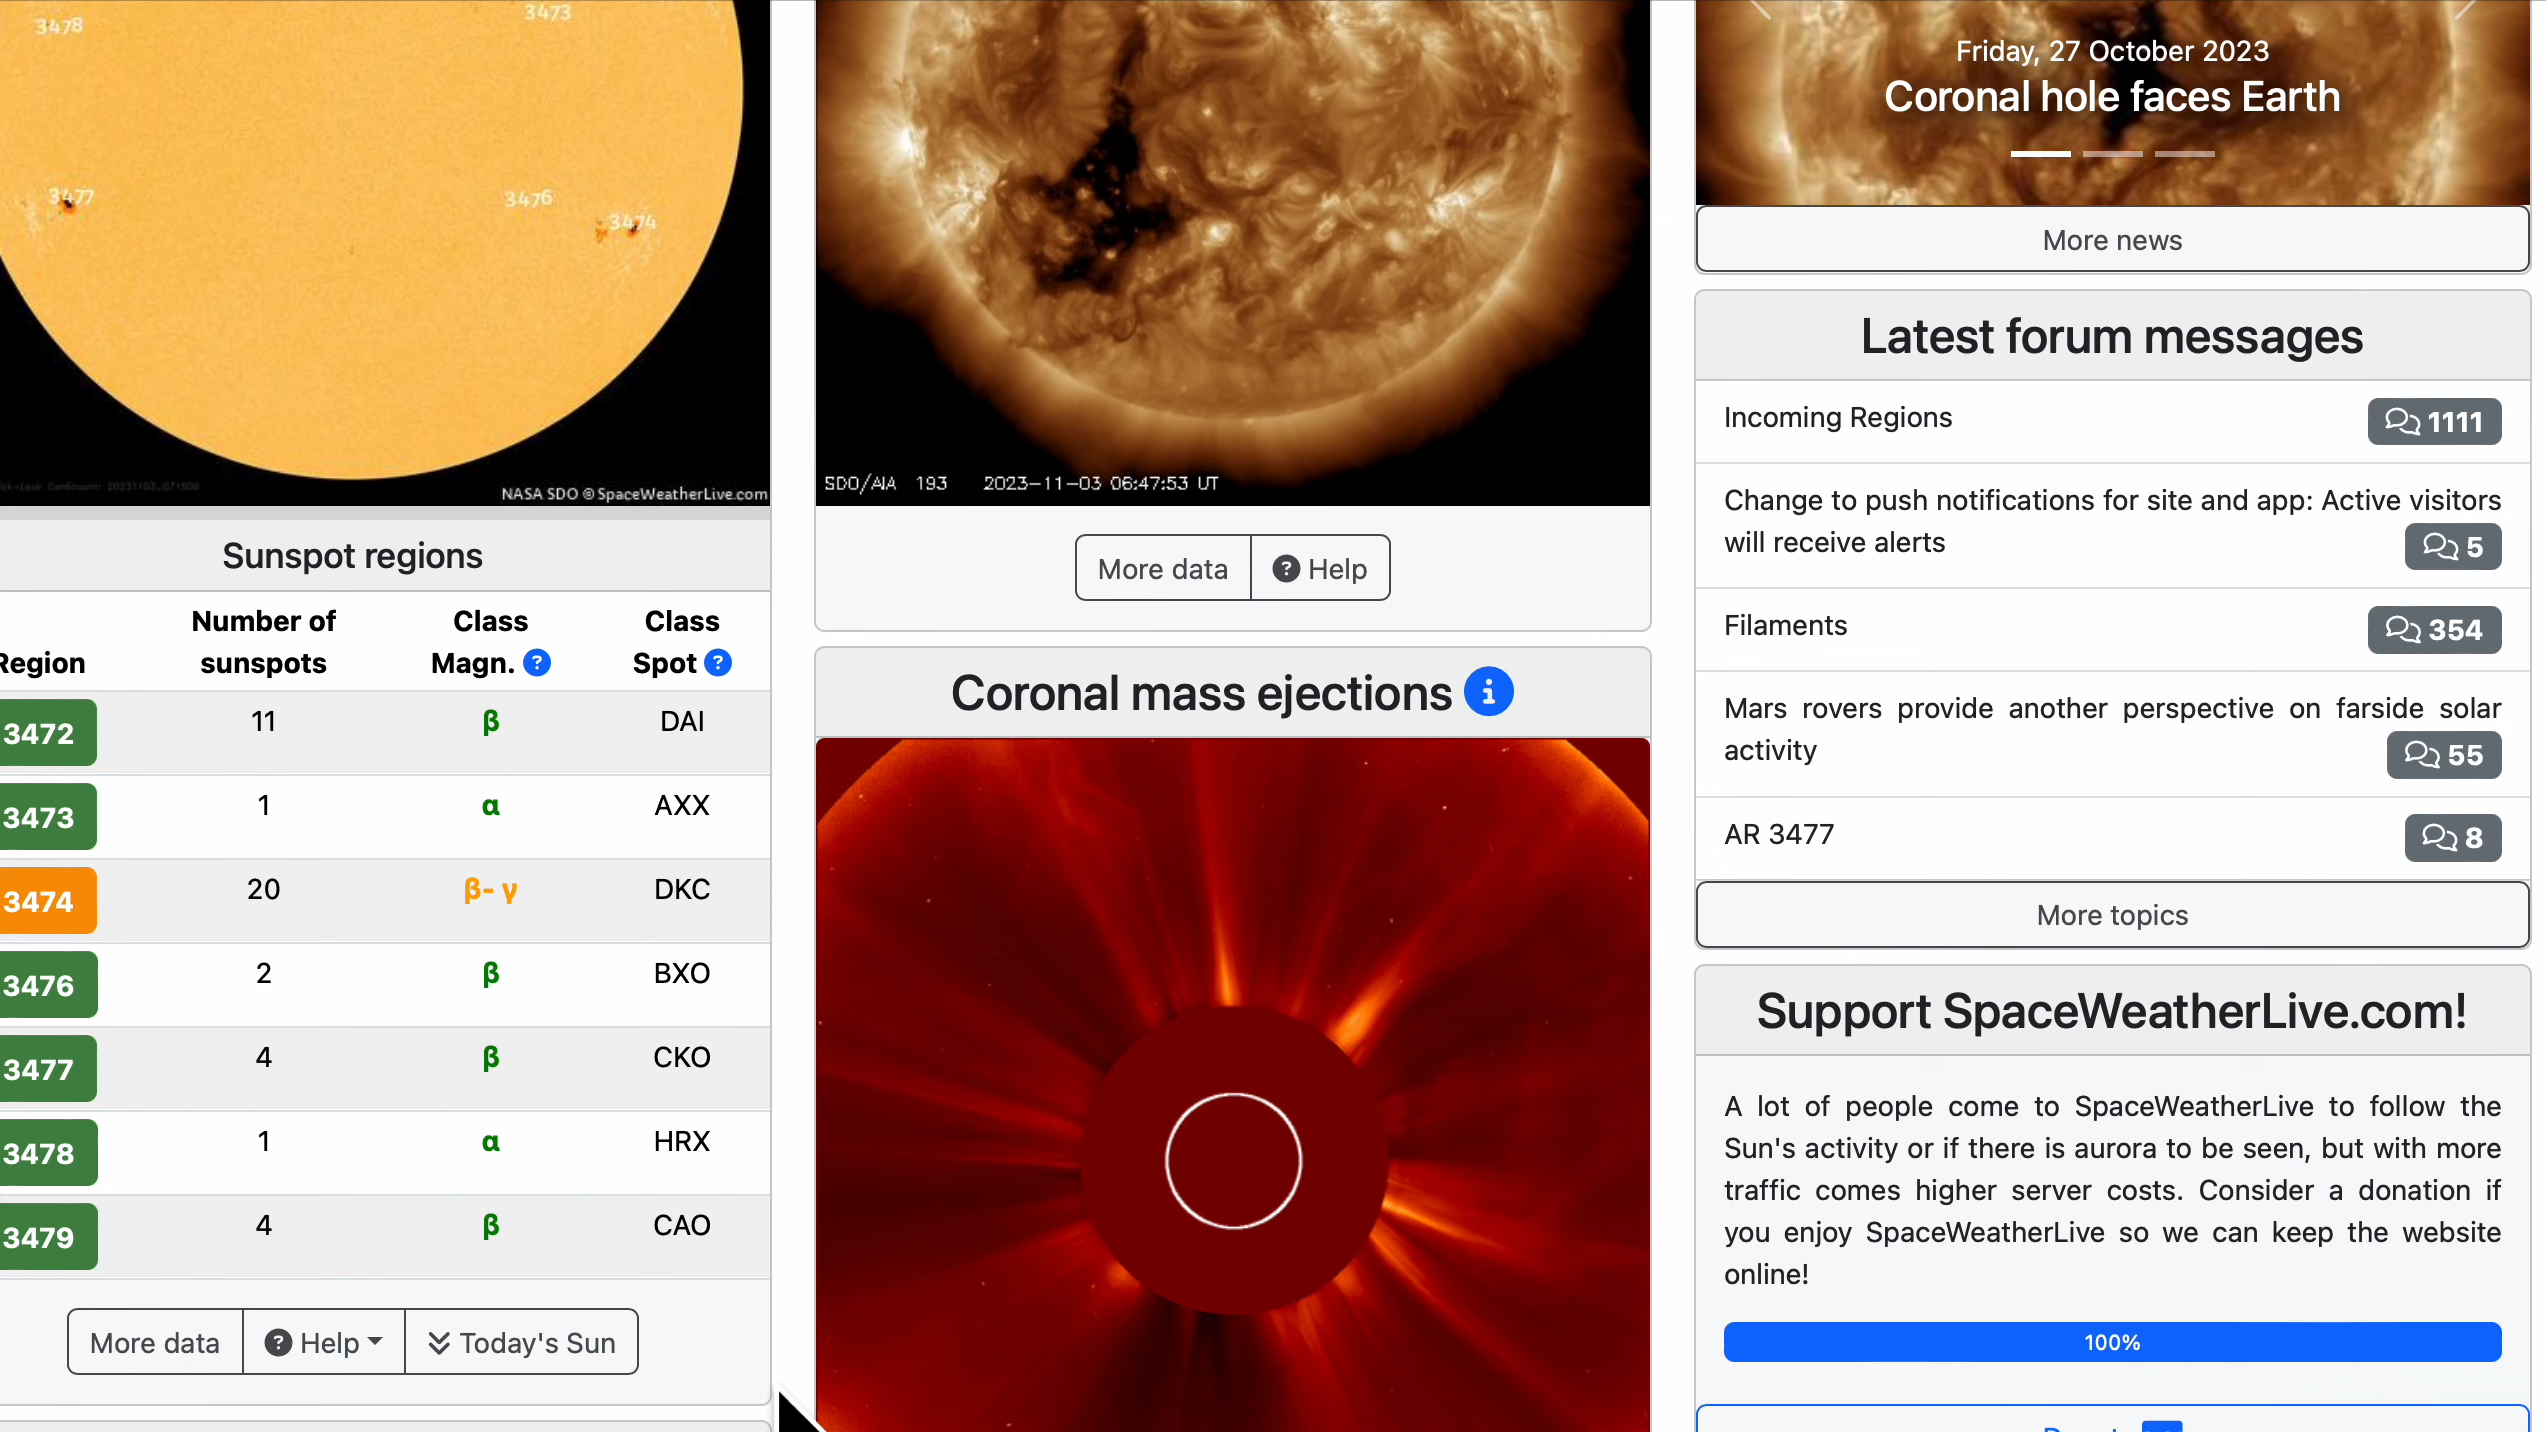 3478
3473
3477
3476
3474
NASA SDO © SpaceWeatherLive.com
Sunspot regions
Region
Number of sunspots
Class Magn. ?
Class Spot ?
3472 11 β DAI
3473 1 α AXX
3474 20 β- γ DKC
3476 2 β BXO
3477 4 β CKO
3478 1 α HRX
3479 4 β CAO
More data
? Help
Today's Sun
SDO/AIA 193 2023-11-03 06:47:53 UT
More data
? Help
Coronal mass ejections i
Friday, 27 October 2023
Coronal hole faces Earth
More news
Latest forum messages
Incoming Regions 1111
Change to push notifications for site and app: Active visitors
will receive alerts 5
Filaments 354
Mars rovers provide another perspective on farside solar
activity 55
AR 3477 8
More topics
Support SpaceWeatherLive.com!
A lot of people come to SpaceWeatherLive to follow the
Sun's activity or if there is aurora to be seen, but with more
traffic comes higher server costs. Consider a donation if
you enjoy SpaceWeatherLive so we can keep the website
online!
100%